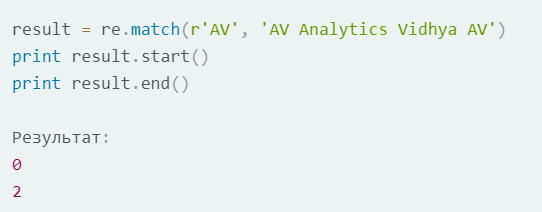 result = re.match(r'AV', 'AV Analytics Vidhya AV')
print result.start()
print result.end()
Результат:
0
2